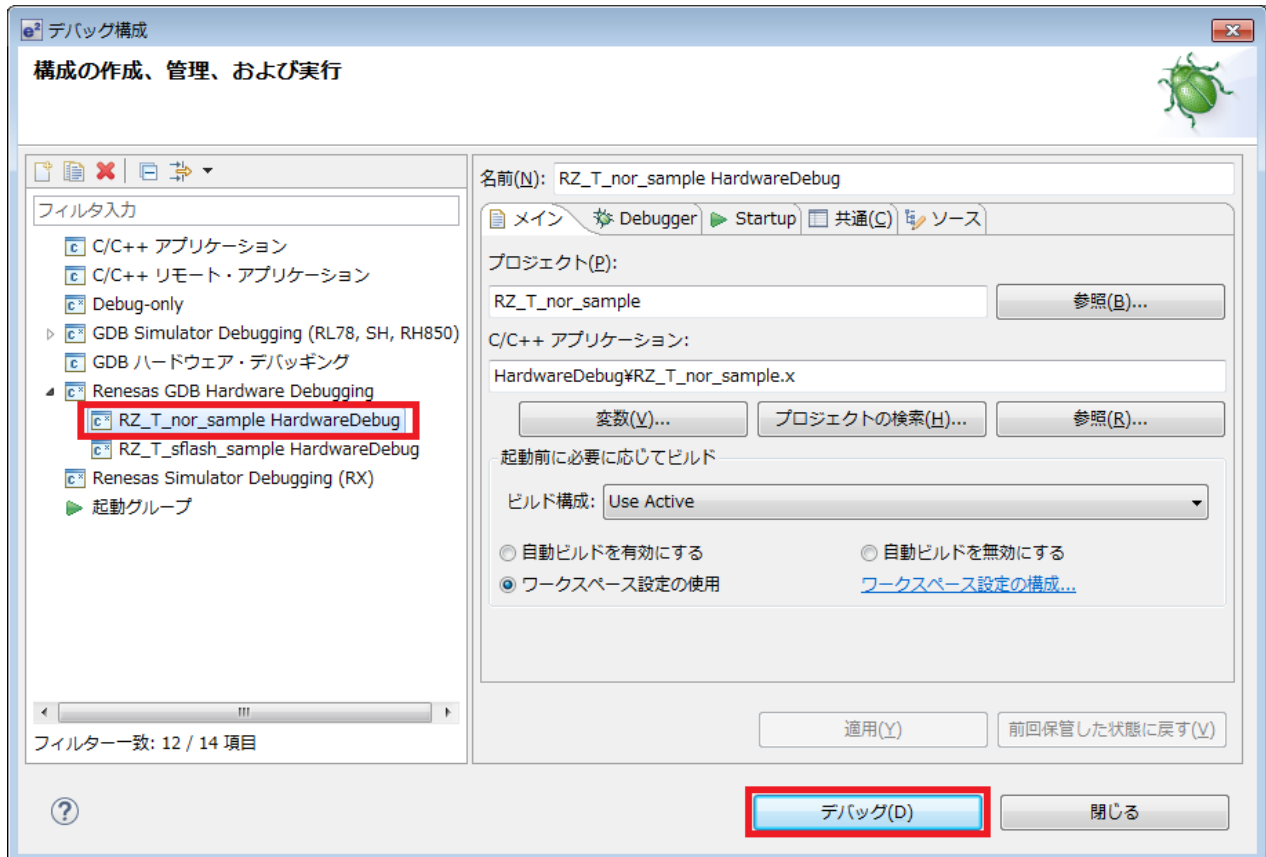 e² デバッグ構成
構成の作成、管理、および実行
フィルタ入力
C/C++ アプリケーション
C/C++ リモート・アプリケーション
Debug-only
GDB Simulator Debugging (RL78, SH, RH850)
GDB ハードウェア・デバッギング
Renesas GDB Hardware Debugging
RZ_T_nor_sample HardwareDebug
RZ_T_sflash_sample HardwareDebug
Renesas Simulator Debugging (RX)
起動グループ
フィルター一致: 12 / 14 項目
名前(N): RZ_T_nor_sample HardwareDebug
メイン Debugger Startup 共通(C) ソース
プロジェクト(P):
RZ_T_nor_sample 参照(B)...
C/C++ アプリケーション:
HardwareDebug¥RZ_T_nor_sample.x
変数(V)... プロジェクトの検索(H)... 参照(R)...
起動前に必要に応じてビルド
ビルド構成: Use Active
自動ビルドを有効にする 自動ビルドを無効にする
ワークスペース設定の使用 ワークスペース設定の構成...
適用(Y) 前回保管した状態に戻す(V)
? デバッグ(D) 閉じる